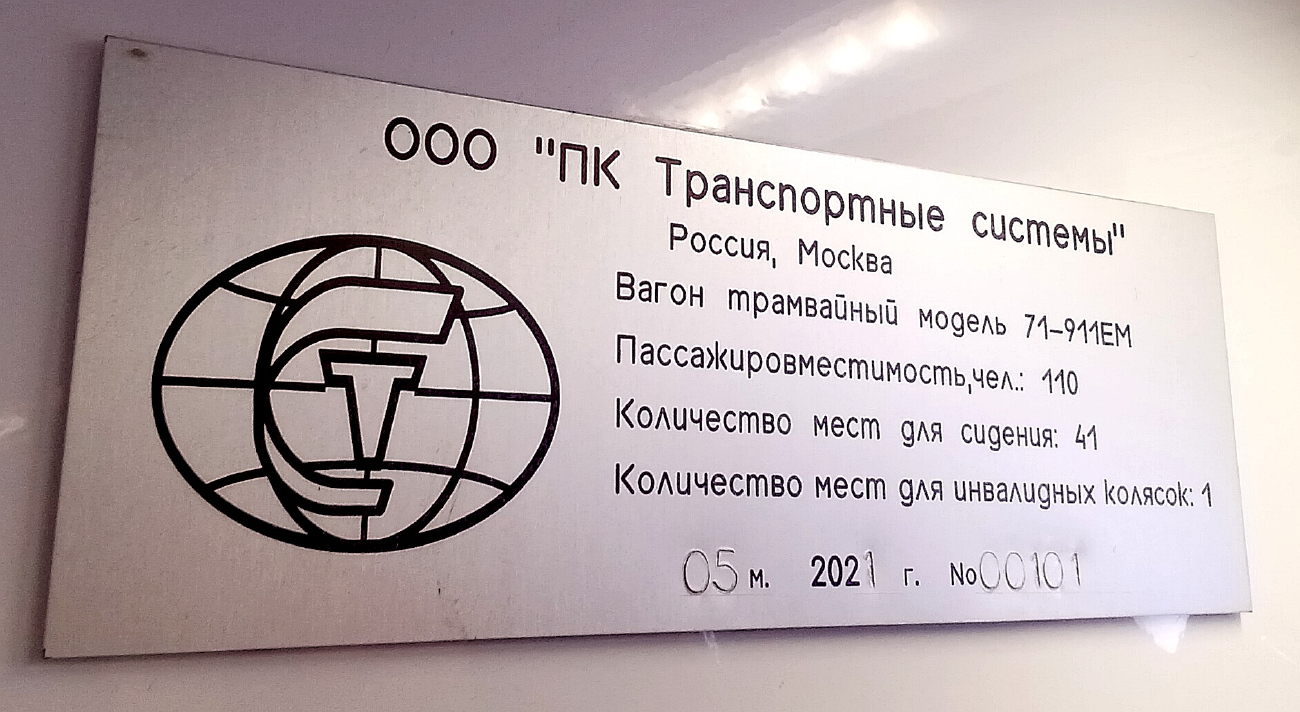 ООО "ПК Транспортные системы"
Россия, Москва
Вагон трамвайный модель 71-911ЕМ
Пассажировместимость,чел.: 110
Количество мест для сидения: 41
Количество мест для инвалидных колясок: 1
05 м. 2021 г. No00101